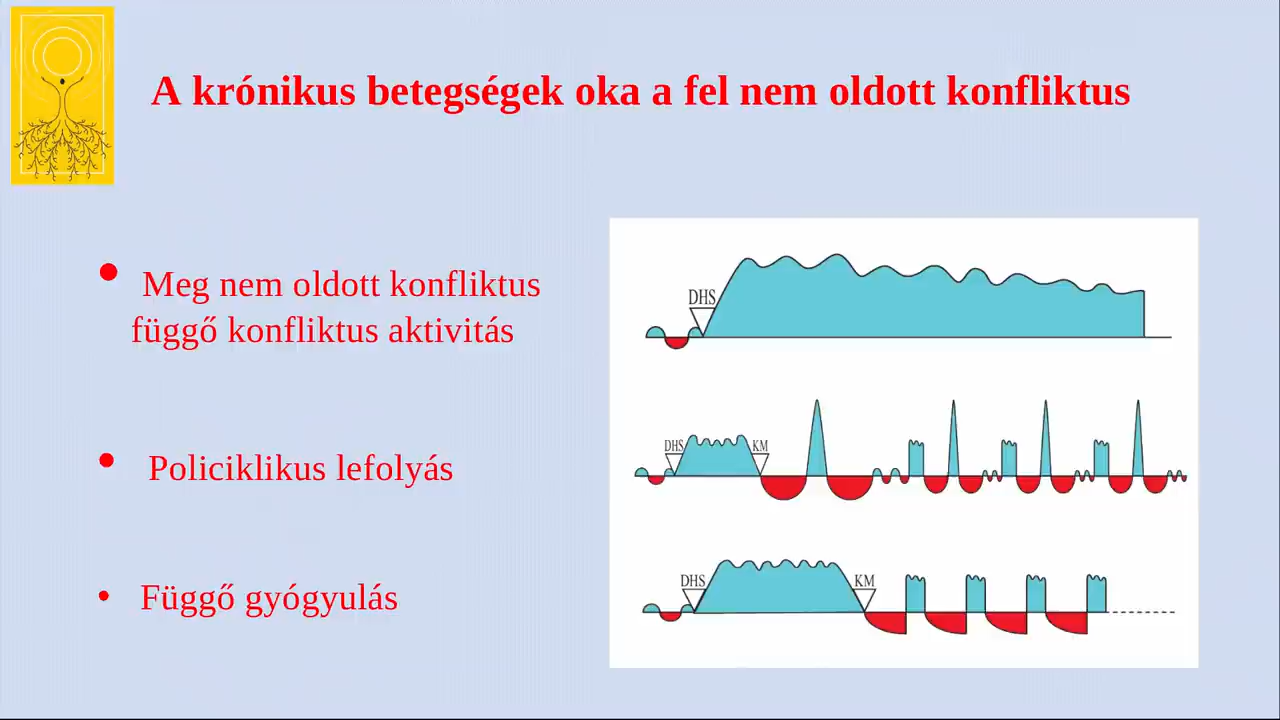 A krónikus betegségek oka a fel nem oldott konfliktus
• Meg nem oldott konfliktus
függő konfliktus aktivitás
• Policiklikus lefolyás
• Függő gyógyulás
DHS
DHS KM
DHS KM